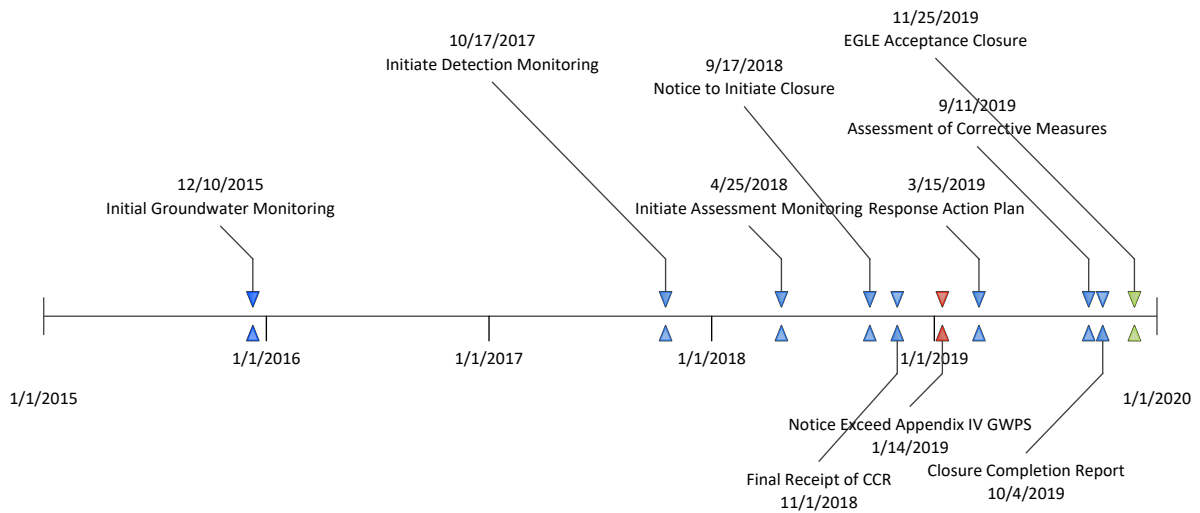 11/25/2019
EGLE Acceptance Closure
10/17/2017
Initiate Detection Monitoring
9/17/2018
Notice to Initiate Closure
9/11/2019
Assessment of Corrective Measures
12/10/2015
Initial Groundwater Monitoring
4/25/2018
Initiate Assessment Monitoring
3/15/2019
Response Action Plan
1/1/2016
1/1/2017
1/1/2018
1/1/2019
1/1/2015
1/1/2020
Notice Exceed Appendix IV GWPS
1/14/2019
Final Receipt of CCR
11/1/2018
Closure Completion Report
10/4/2019